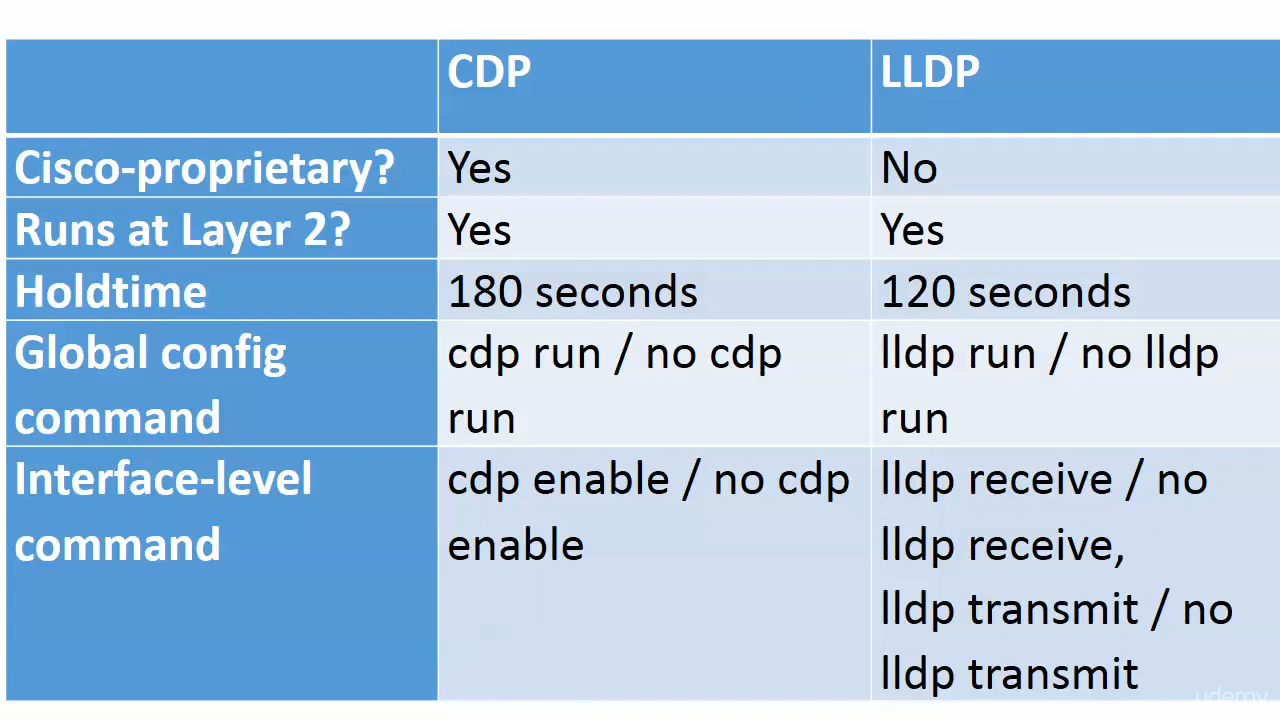 CDP LLDP
Cisco-proprietary? Yes No
Runs at Layer 2? Yes Yes
Holdtime 180 seconds 120 seconds
Global config cdp run / no cdp lldp run / no lldp
command run run
Interface-level cdp enable / no cdp lldp receive / no
command enable lldp receive,
lldp transmit / no
lldp transmit
udemy